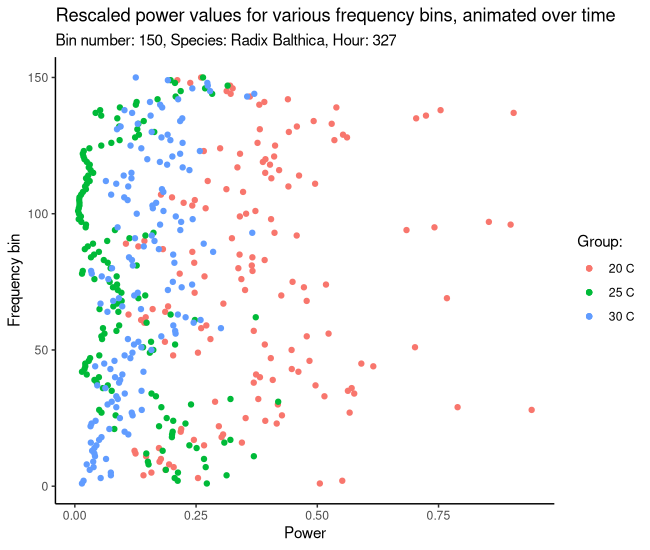 Rescaled power values for various frequency bins, animated over time
Bin number: 150, Species: Radix Balthica, Hour: 327
150
100
50
0
Frequency bin
0.00 0.25 0.50 0.75
Power
Group:
20 C
25 C
30 C